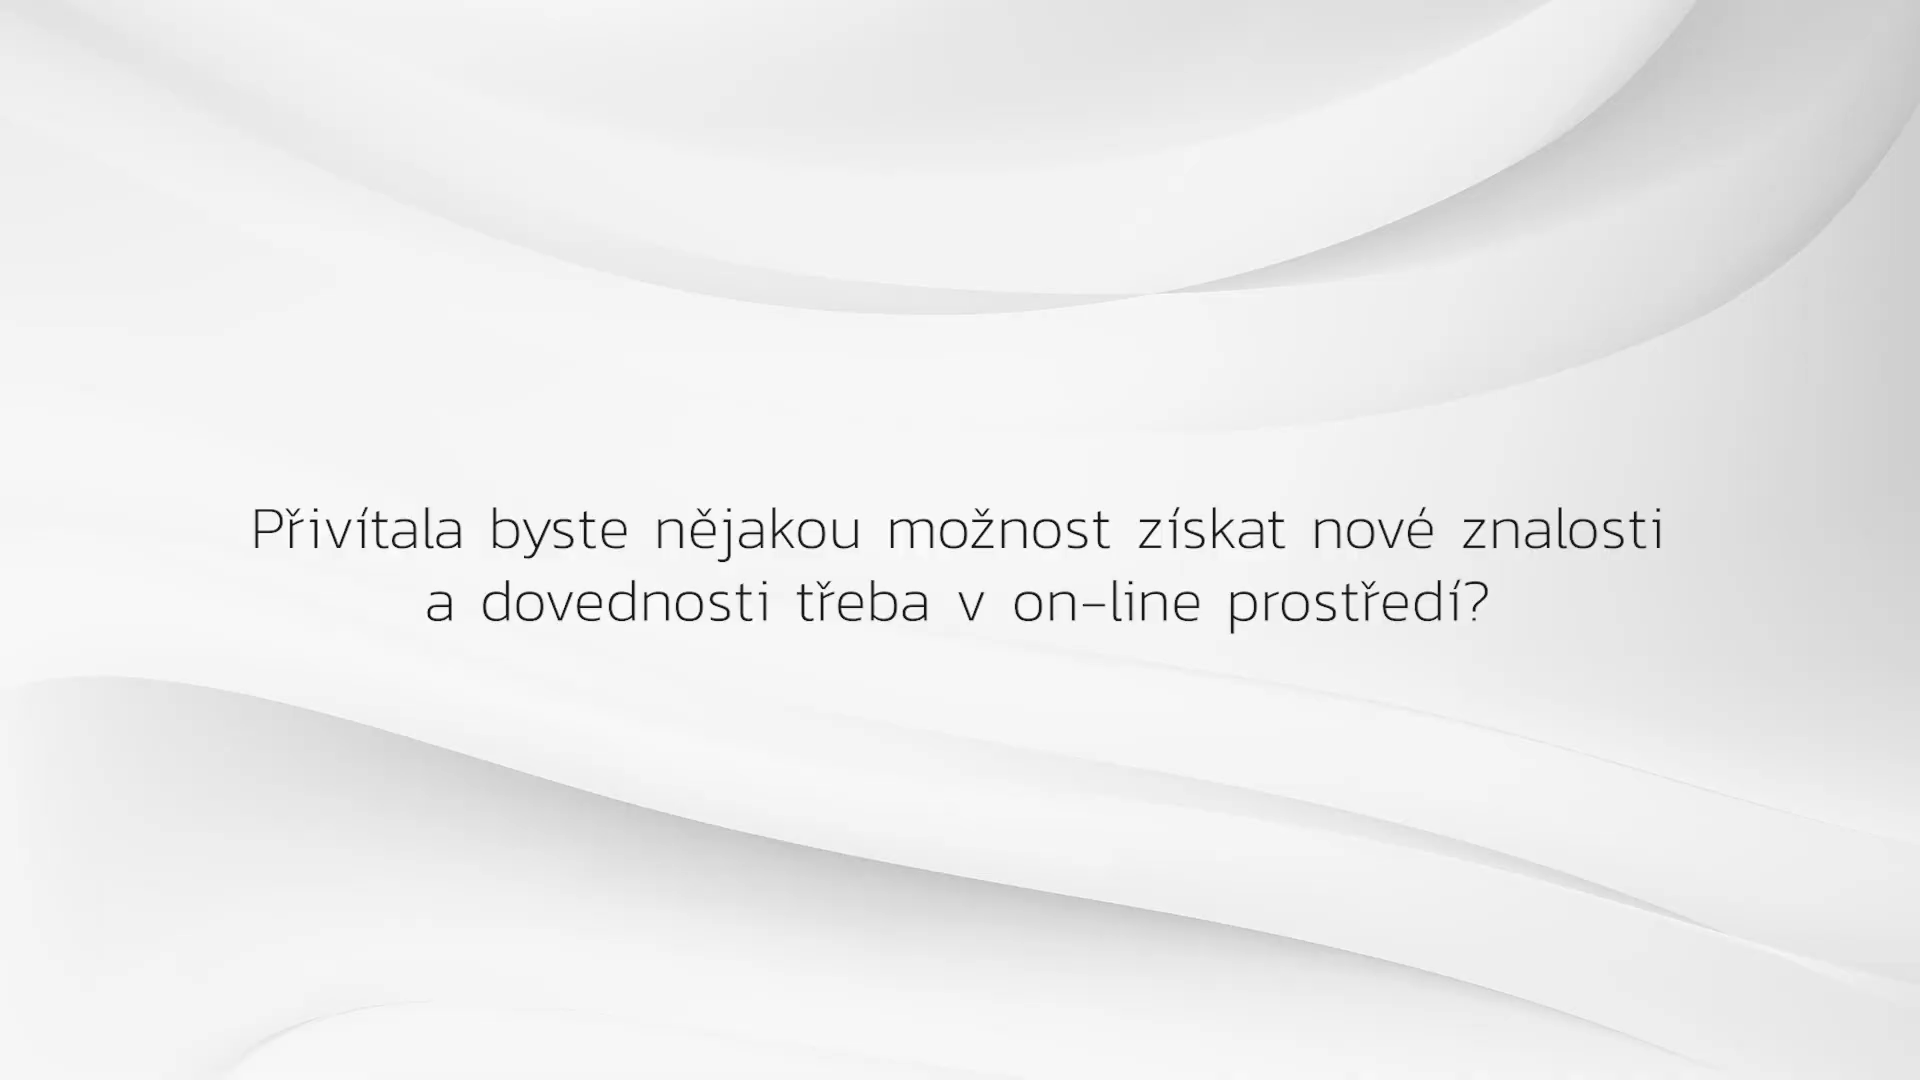 Přivítala byste nějakou možnost získat nové znalosti
a dovednosti třeba v on-line prostředí?